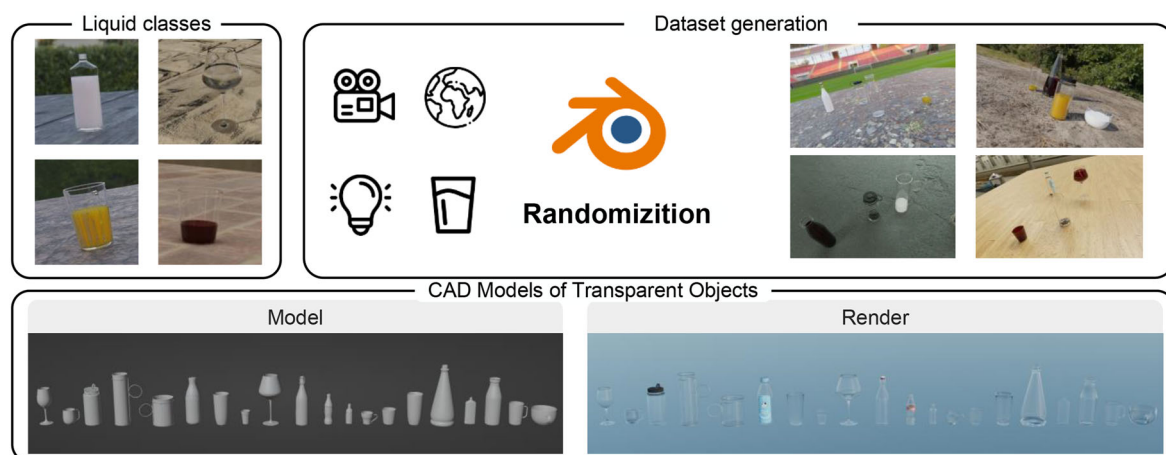 Liquid classes
Dataset generation
Randomizition
CAD Models of Transparent Objects
Model
Render